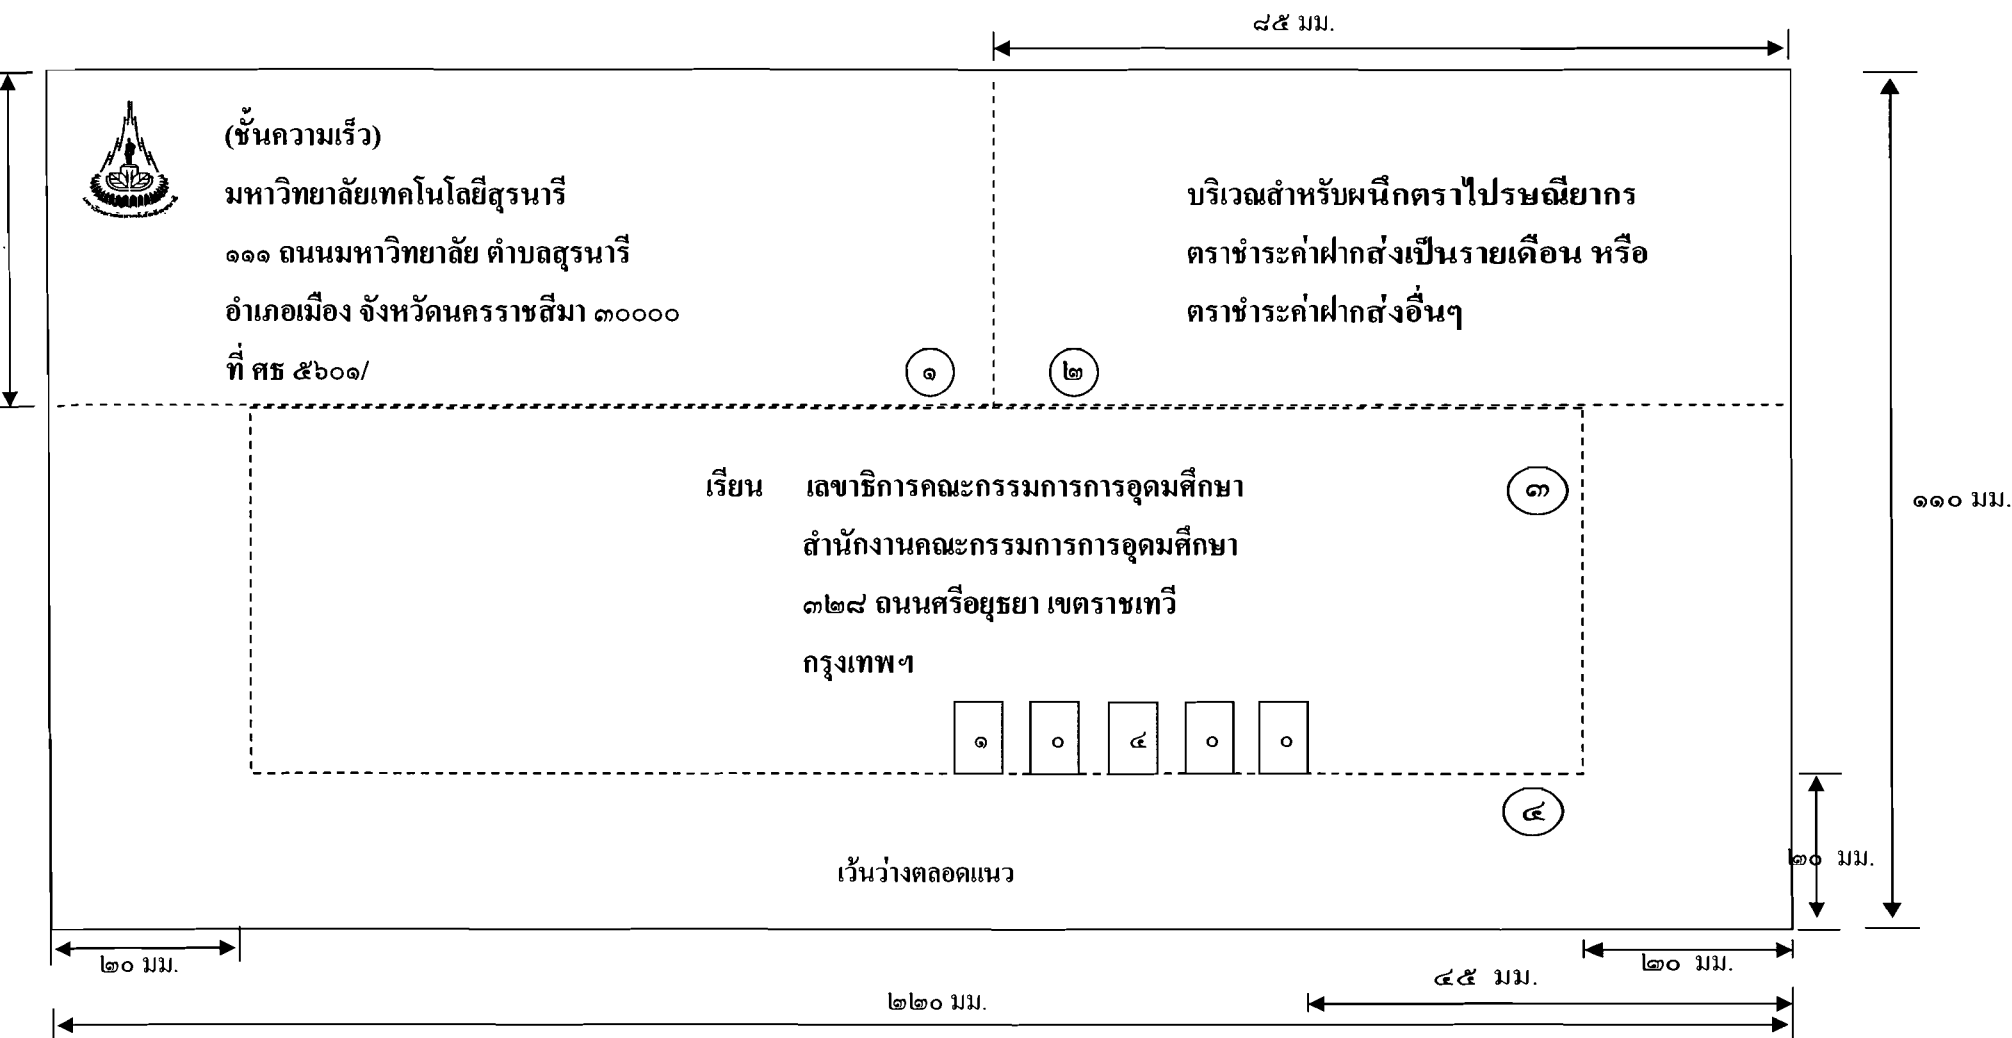 ๘๕ มม.
(ชั้นความเร็ว)
มหาวิทยาลัยเทคโนโลยีสุรนารี
๑๑๑ ถนนมหาวิทยาลัย ตำบลสุรนารี
อำเภอเมือง จังหวัดนครราชสีมา ๓๐๐๐๐
ที่ ศธ ๕๖๐๑/
๑
บริเวณสำหรับผนึกตราไปรษณียากร
ตราชำระค่าฝากส่งเป็นรายเดือน หรือ
ตราชำระค่าฝากส่งอื่นๆ
๒
เรียน เลขาธิการคณะกรรมการการอุดมศึกษา
๓
สำนักงานคณะกรรมการการอุดมศึกษา
๓๒๘ ถนนศรีอยุธยา เขตราชเทวี
กรุงเทพฯ
๑ ๐ ๔ ๐ ๐
๔
เว้นว่างตลอดแนว
๑๑๐ มม.
๒๐ มม.
๒๐ มม.
๒๐ มม.
๔๕ มม.
๒๒๐ มม.